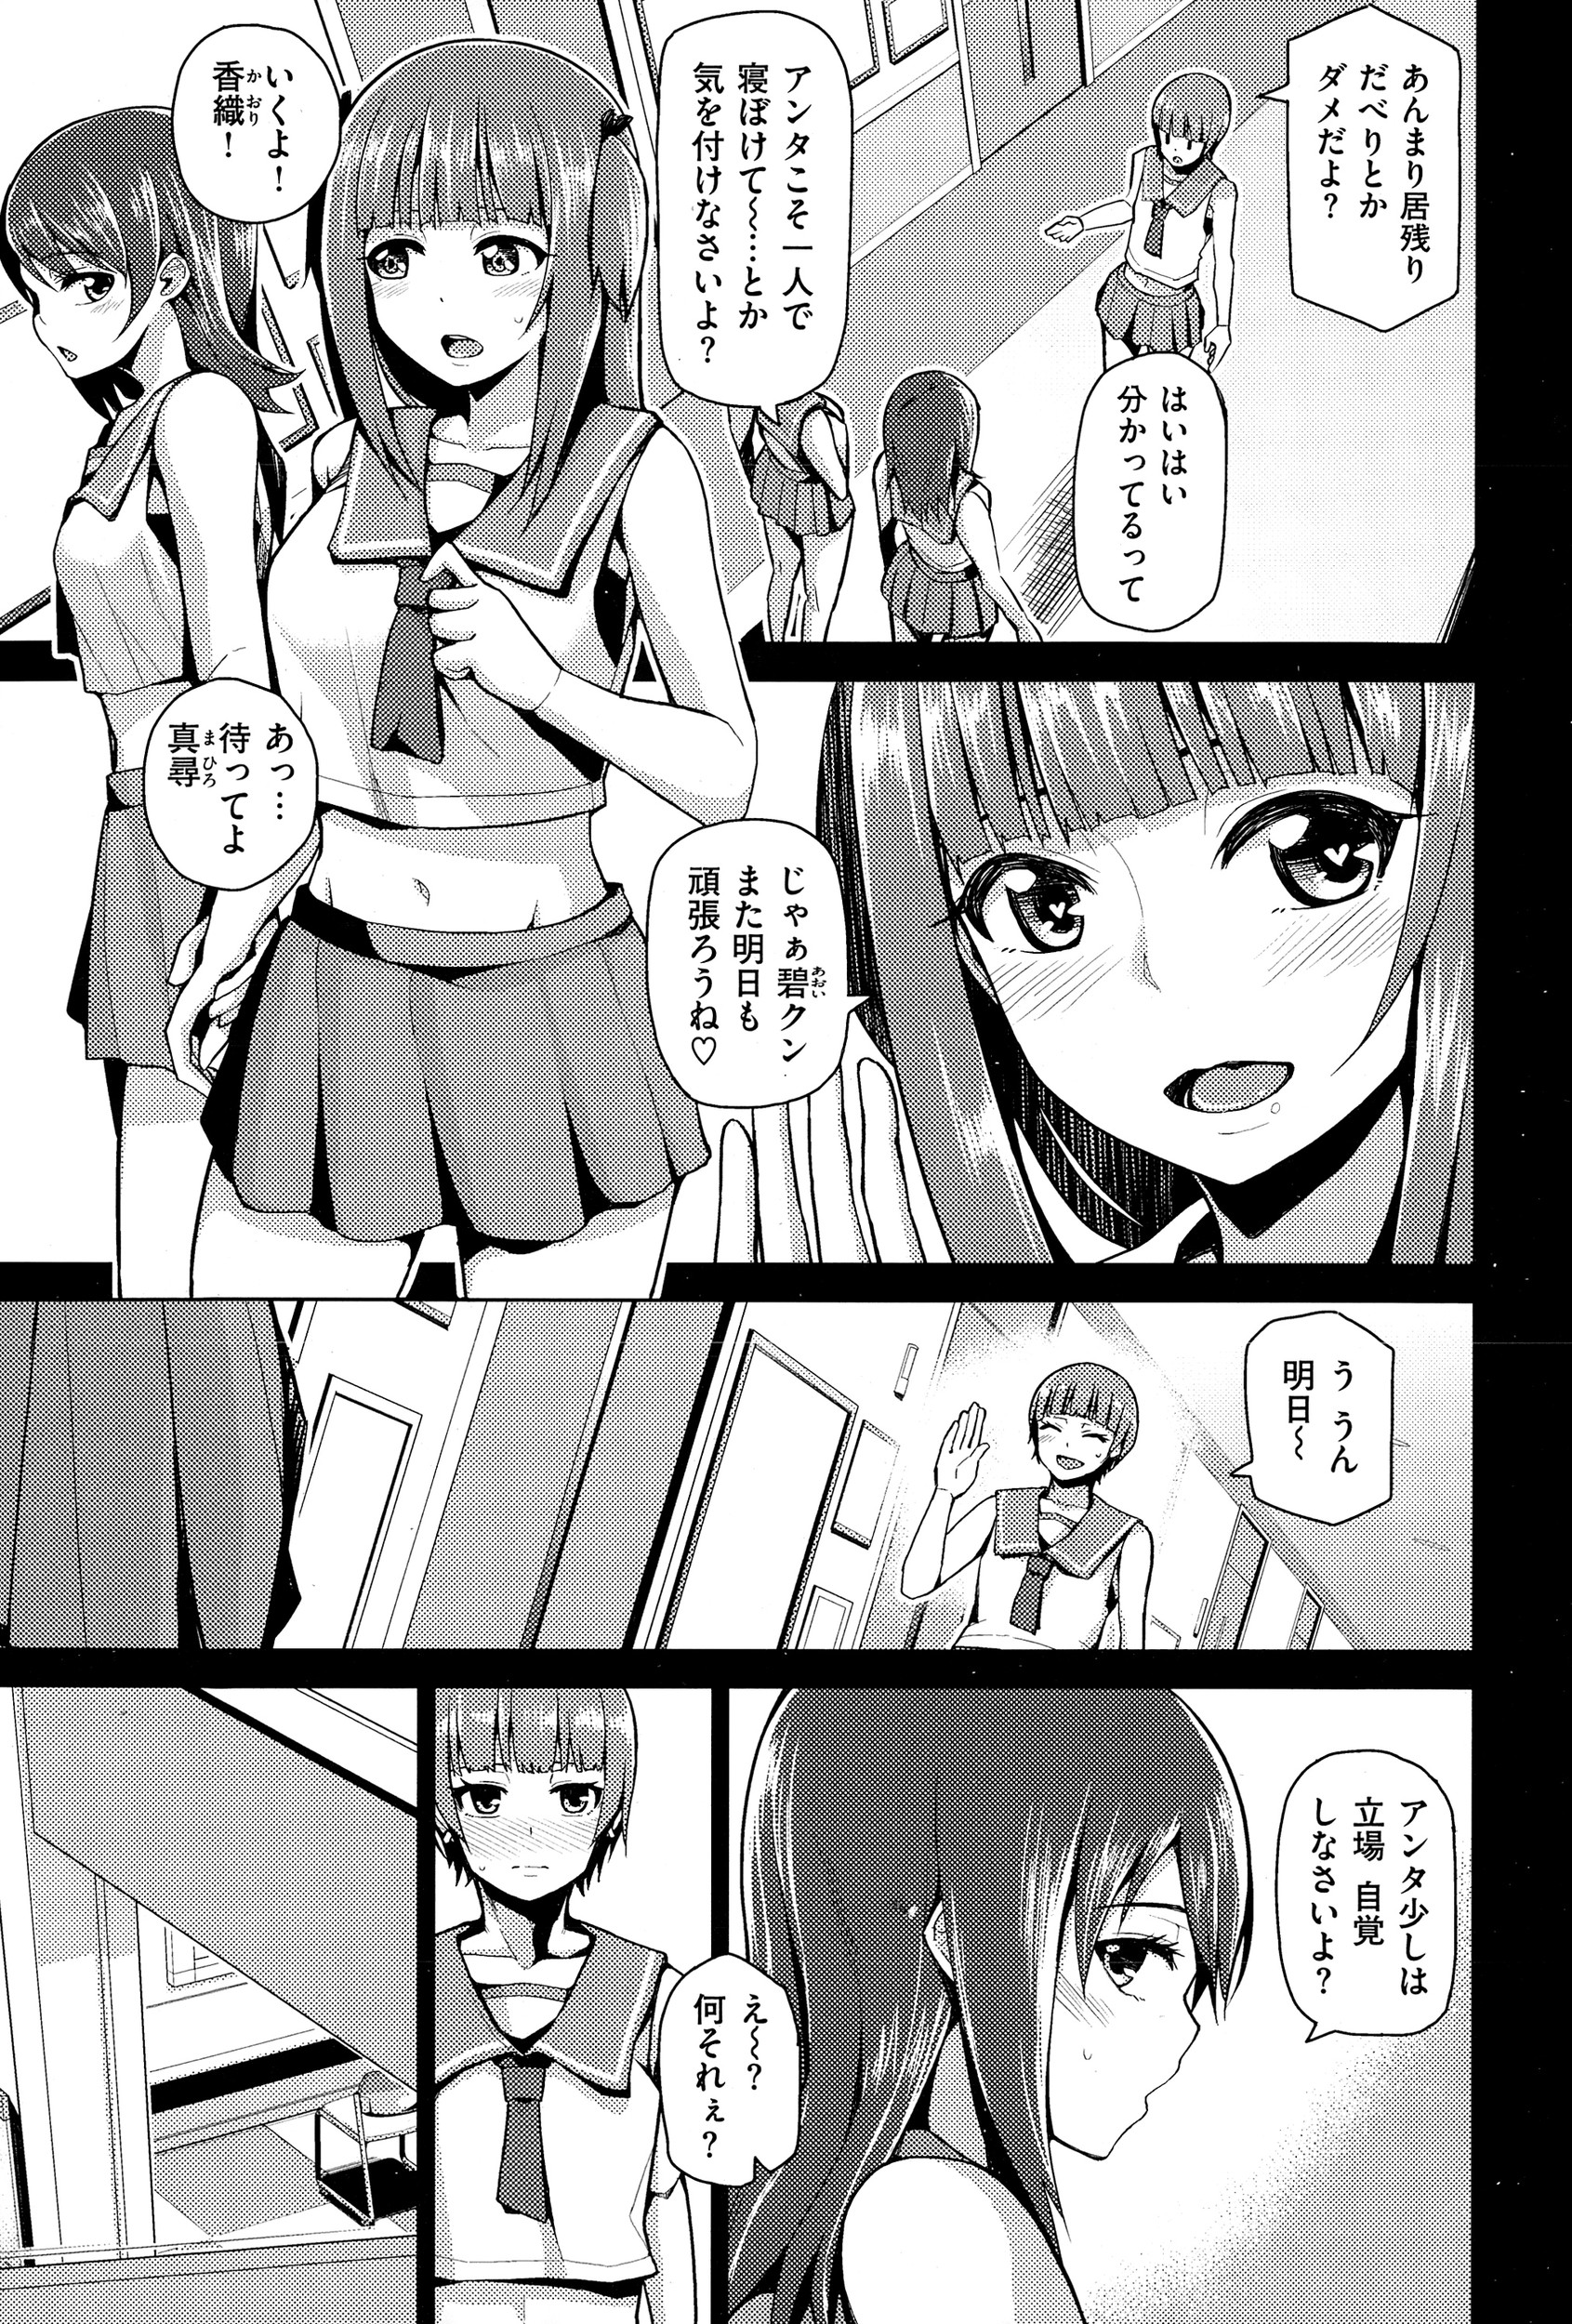 あんまり居残り
だべりとか
ダメだよ？
はいはい
分かってるって
アンタこそ一人で
寝ぼけて〜…とか
気を付けなさいよ？
いくよ！
香織！
かおり
じゃぁ碧クン
あおい
また明日も
頑張ろうね♡
あっ…
待ってよ
真尋
まひろ
う うん
明日〜
アンタ少しは
立場 自覚
しなさいよ？
え〜？
何それぇ？